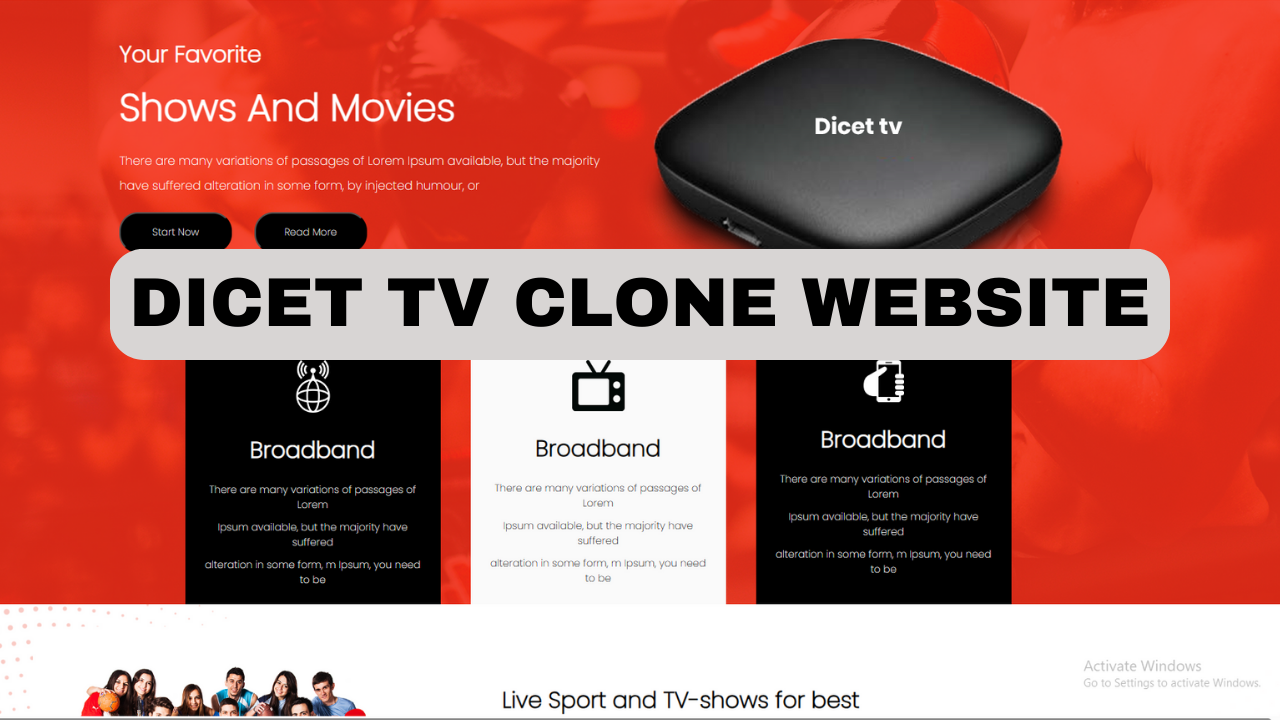 Your Favorite
Shows And Movies
There are many variations of passages of Lorem Ipsum available, but the majority
have suffered alteration in some form, by injected humour, or
Start Now
Read More
Dicet tv
DICET TV CLONE WEBSITE
Broadband
There are many variations of passages of
Lorem
Ipsum available, but the majority have
suffered
alteration in some form, m Ipsum, you need
to be
Broadband
There are many variations of passages of
Lorem
Ipsum available, but the majority have
suffered
alteration in some form, m Ipsum, you need
to be
Broadband
There are many variations of passages of
Lorem
Ipsum available, but the majority have
suffered
alteration in some form, m Ipsum, you need
to be
Live Sport and TV-shows for best
Activate Windows
Go to Settings to activate Windows.